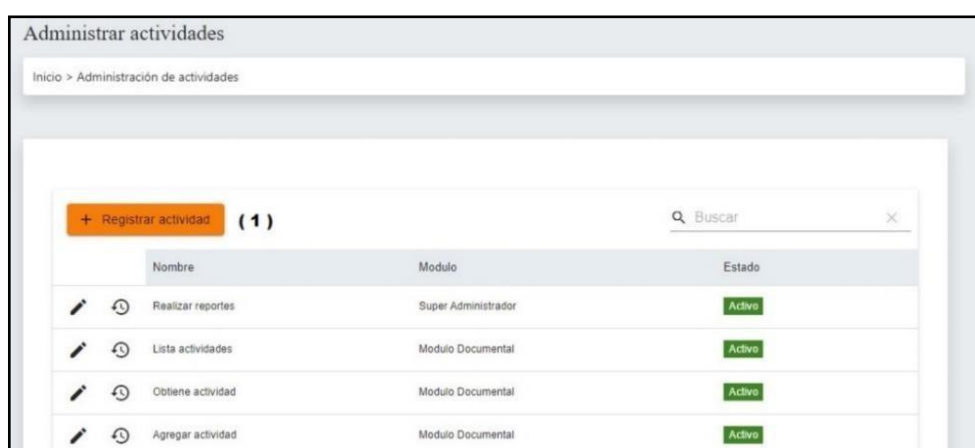 Administrar actividades
Inicio > Administración de actividades
+ Registrar actividad (1) Buscar
Nombre Modulo Estado
Realizar reportes Super Administrador Activo
Lista actividades Modulo Documental Activo
Obtiene actividad Modulo Documental Activo
Agregar actividad Modulo Documental Activo